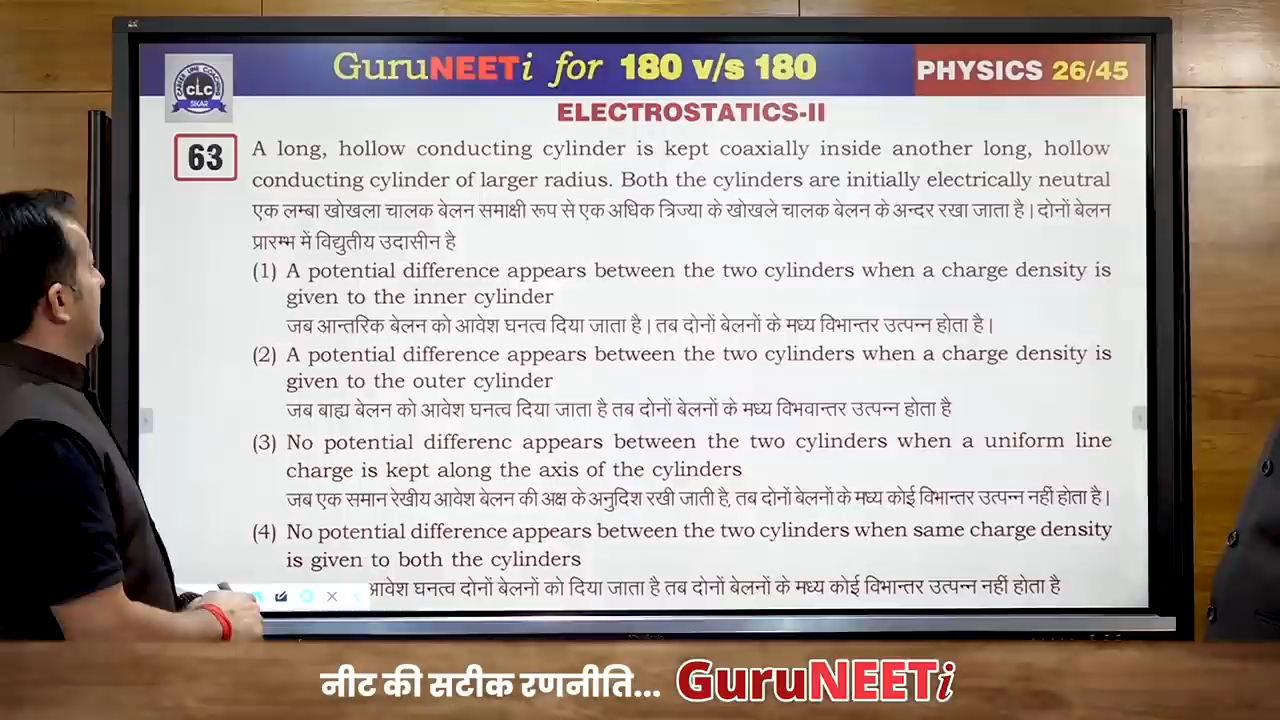 GuruNEETi for 180 v/s 180
PHYSICS 26/45
CLC
SIKAR
ELECTROSTATICS-II
63
A long, hollow conducting cylinder is kept coaxially inside another long, hollow
conducting cylinder of larger radius. Both the cylinders are initially electrically neutral
एक लम्बा खोखला चालक बेलन समाक्षी रूप से एक अधिक त्रिज्या के खोखले चालक बेलन के अन्दर रखा जाता है। दोनों बेलन
प्रारम्भ में विद्युतीय उदासीन है
(1) A potential difference appears between the two cylinders when a charge density is
given to the inner cylinder
जब आन्तरिक बेलन को आवेश घनत्व दिया जाता है। तब दोनों बेलनों के मध्य विभान्तर उत्पन्न होता है।
(2) A potential difference appears between the two cylinders when a charge density is
given to the outer cylinder
जब बाह्य बेलन को आवेश घनत्व दिया जाता है तब दोनों बेलनों के मध्य विभवान्तर उत्पन्न होता है
(3) No potential differenc appears between the two cylinders when a uniform line
charge is kept along the axis of the cylinders
जब एक समान रेखीय आवेश बेलन की अक्ष के अनुदिश रखी जाती है, तब दोनों बेलनों के मध्य कोई विभान्तर उत्पन्न नहीं होता है।
(4) No potential difference appears between the two cylinders when same charge density
is given to both the cylinders
आवेश घनत्व दोनों बेलनों को दिया जाता है तब दोनों बेलनों के मध्य कोई विभान्तर उत्पन्न नहीं होता है
नीट की सटीक रणनीति... GuruNEETi